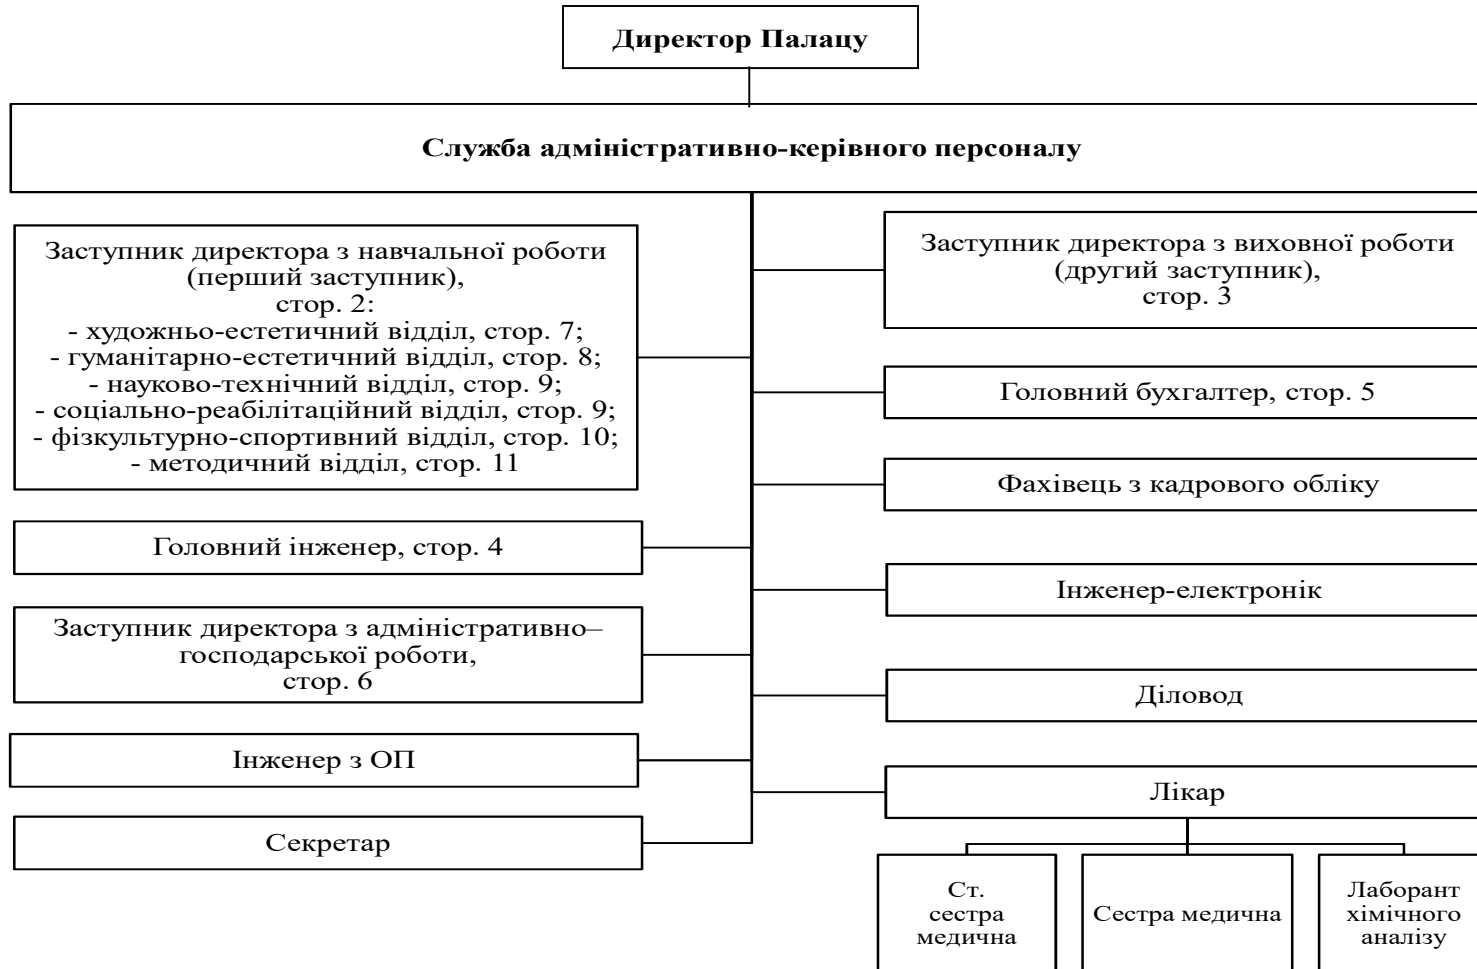 Директор Палацу
Служба адміністративно-керівного персоналу
Заступник директора з навчальної роботи
(перший заступник),
стор. 2:
- художньо-естетичний відділ, стор. 7;
- гуманітарно-естетичний відділ, стор. 8;
- науково-технічний відділ, стор. 9;
- соціально-реабілітаційний відділ, стор. 9;
- фізкультурно-спортивний відділ, стор. 10;
- методичний відділ, стор. 11
Головний інженер, стор. 4
Заступник директора з адміністративно–
господарської роботи,
стор. 6
Інженер з ОП
Секретар
Заступник директора з виховної роботи
(другий заступник),
стор. 3
Головний бухгалтер, стор. 5
Фахівець з кадрового обліку
Інженер-електронік
Діловод
Лікар
Ст.
сестра
медична
Сестра медична
Лаборант
хімічного
аналізу